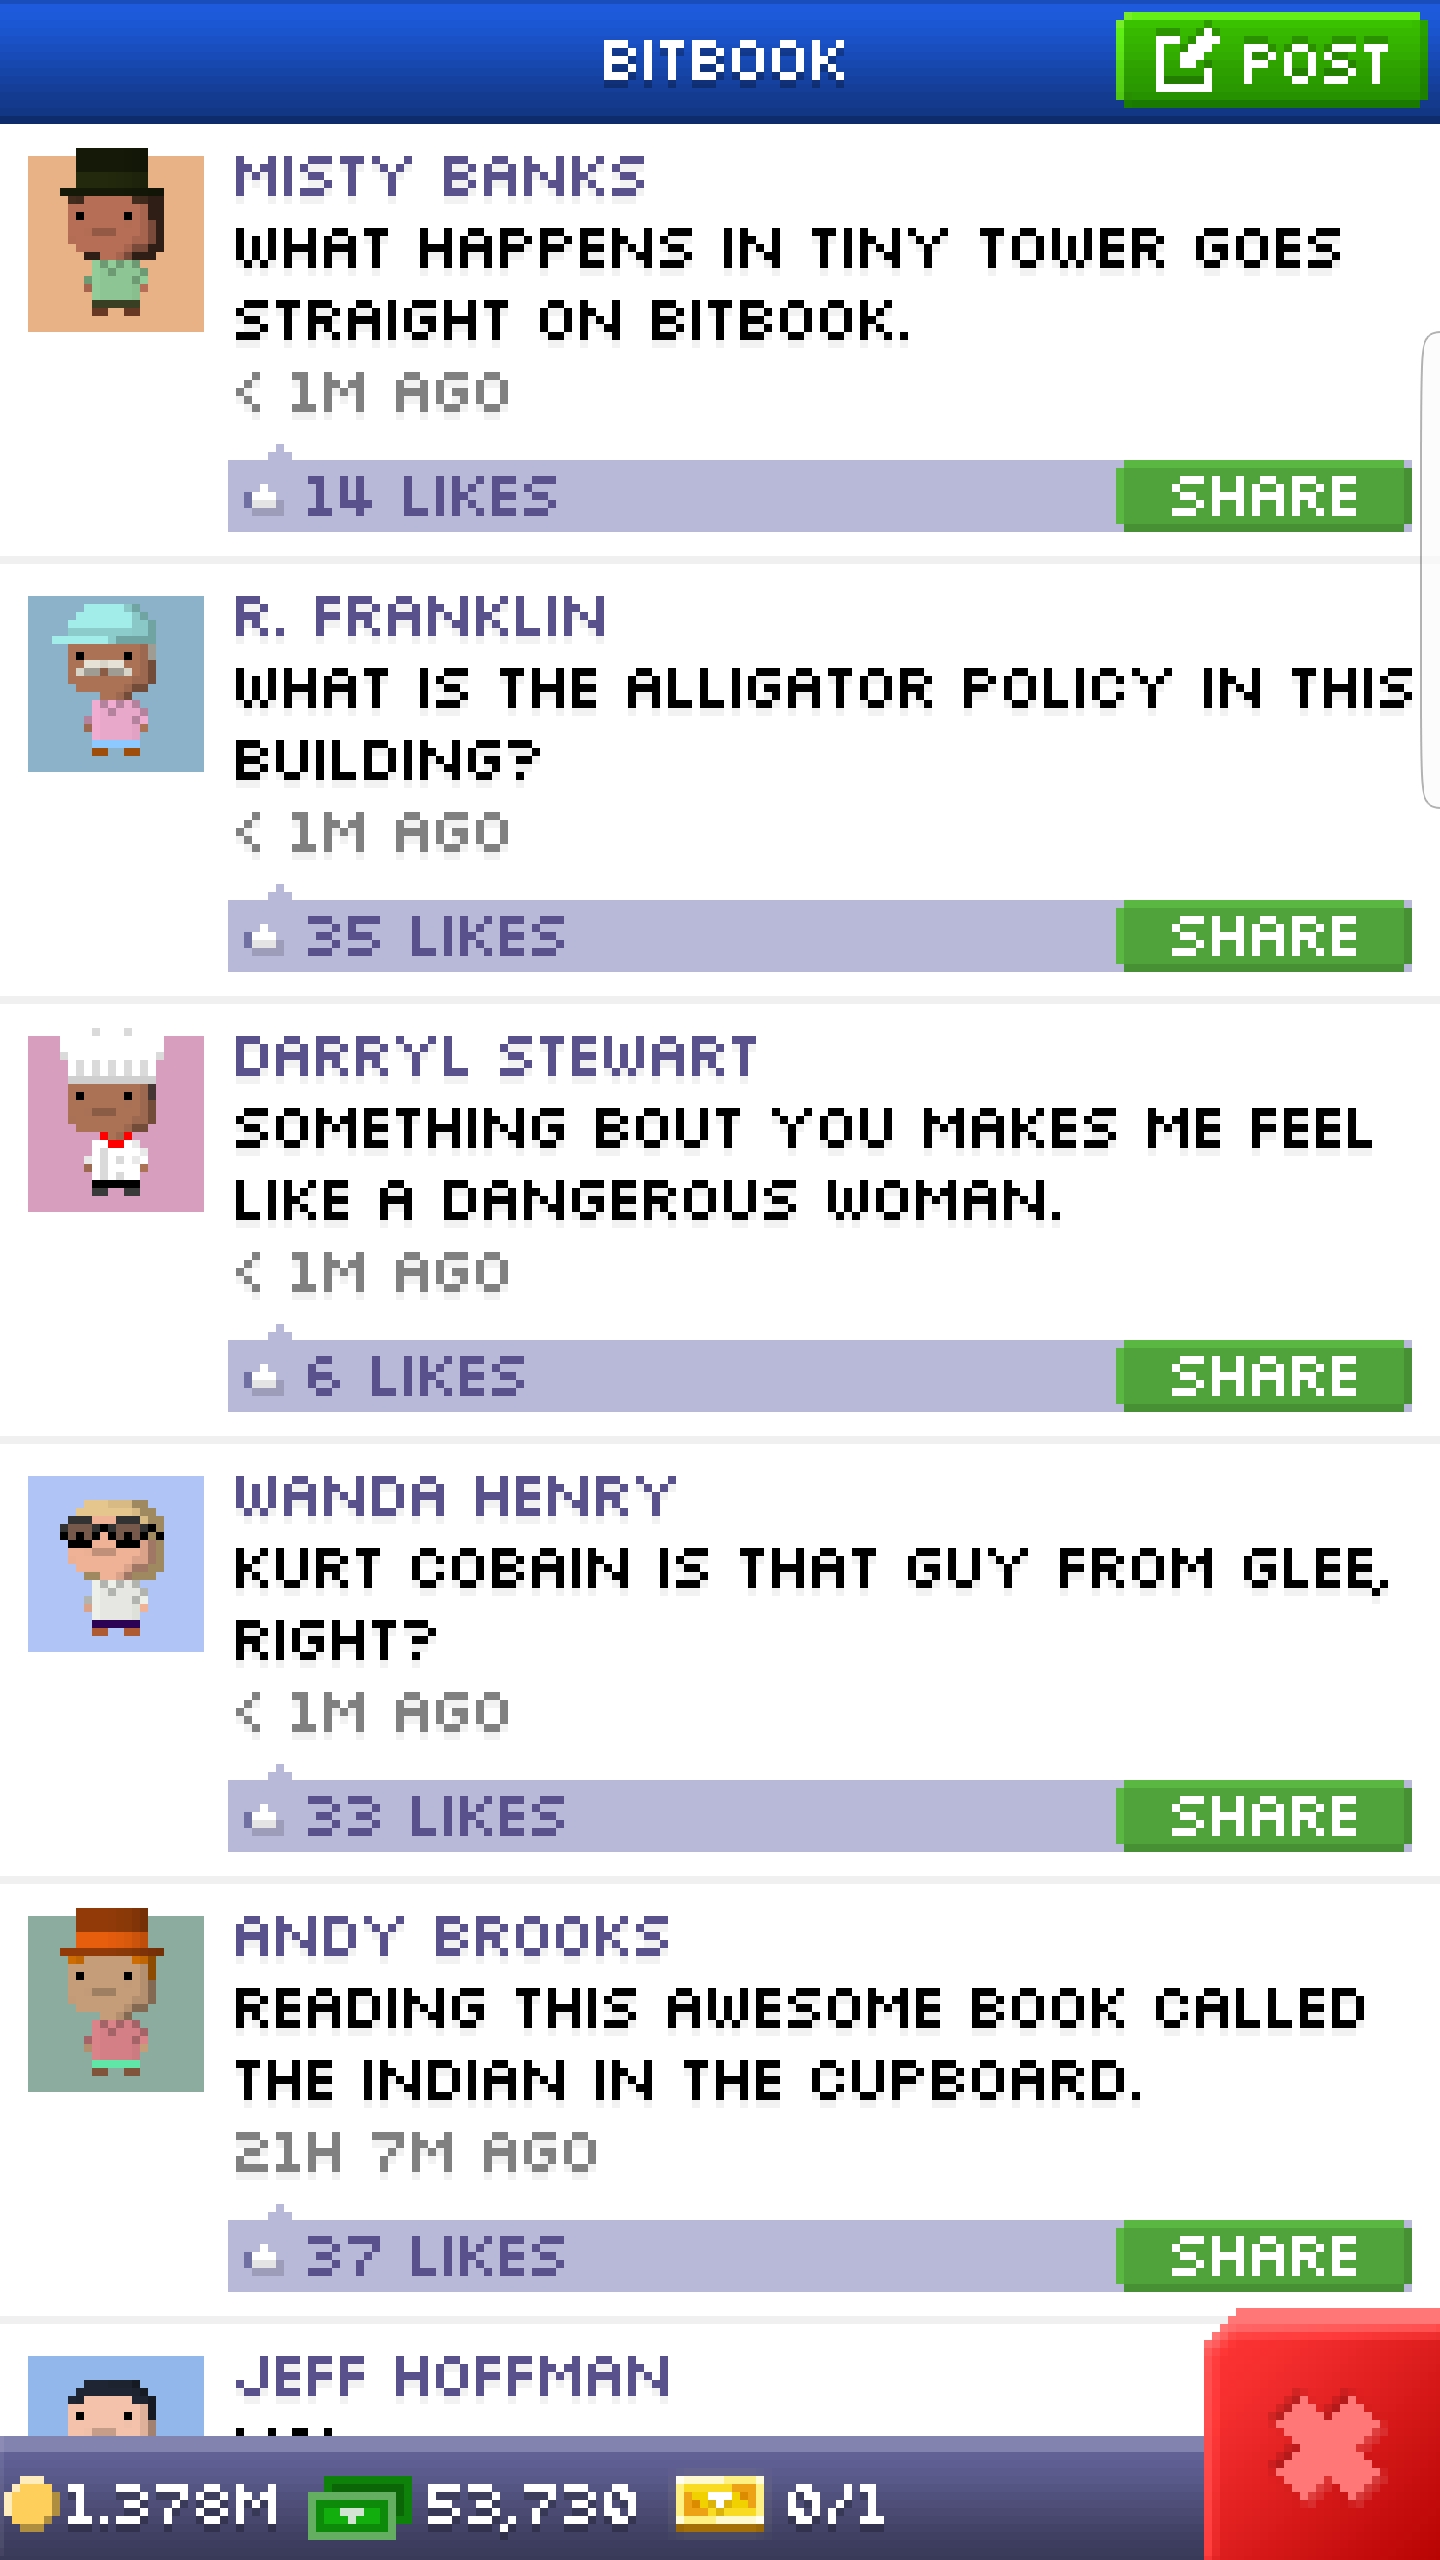 BITBOOK
POST
MISTY BANKS
WHAT HAPPENS IN TINY TOWER GOES
STRAIGHT ON BITBOOK.
< 1M AGO
14 LIKES
SHARE
R. FRANKLIN
WHAT IS THE ALLIGATOR POLICY IN THIS
BUILDING?
< 1M AGO
35 LIKES
SHARE
DARRYL STEWART
SOMETHING BOUT YOU MAKES ME FEEL
LIKE A DANGEROUS WOMAN.
< 1M AGO
6 LIKES
SHARE
WANDA HENRY
KURT COBAIN IS THAT GUY FROM GLEE,
RIGHT?
< 1M AGO
33 LIKES
SHARE
ANDY BROOKS
READING THIS AWESOME BOOK CALLED
THE INDIAN IN THE CUPBOARD.
21H 7M AGO
37 LIKES
SHARE
JEFF HOFFMAN
1.378M 53,730 0/1